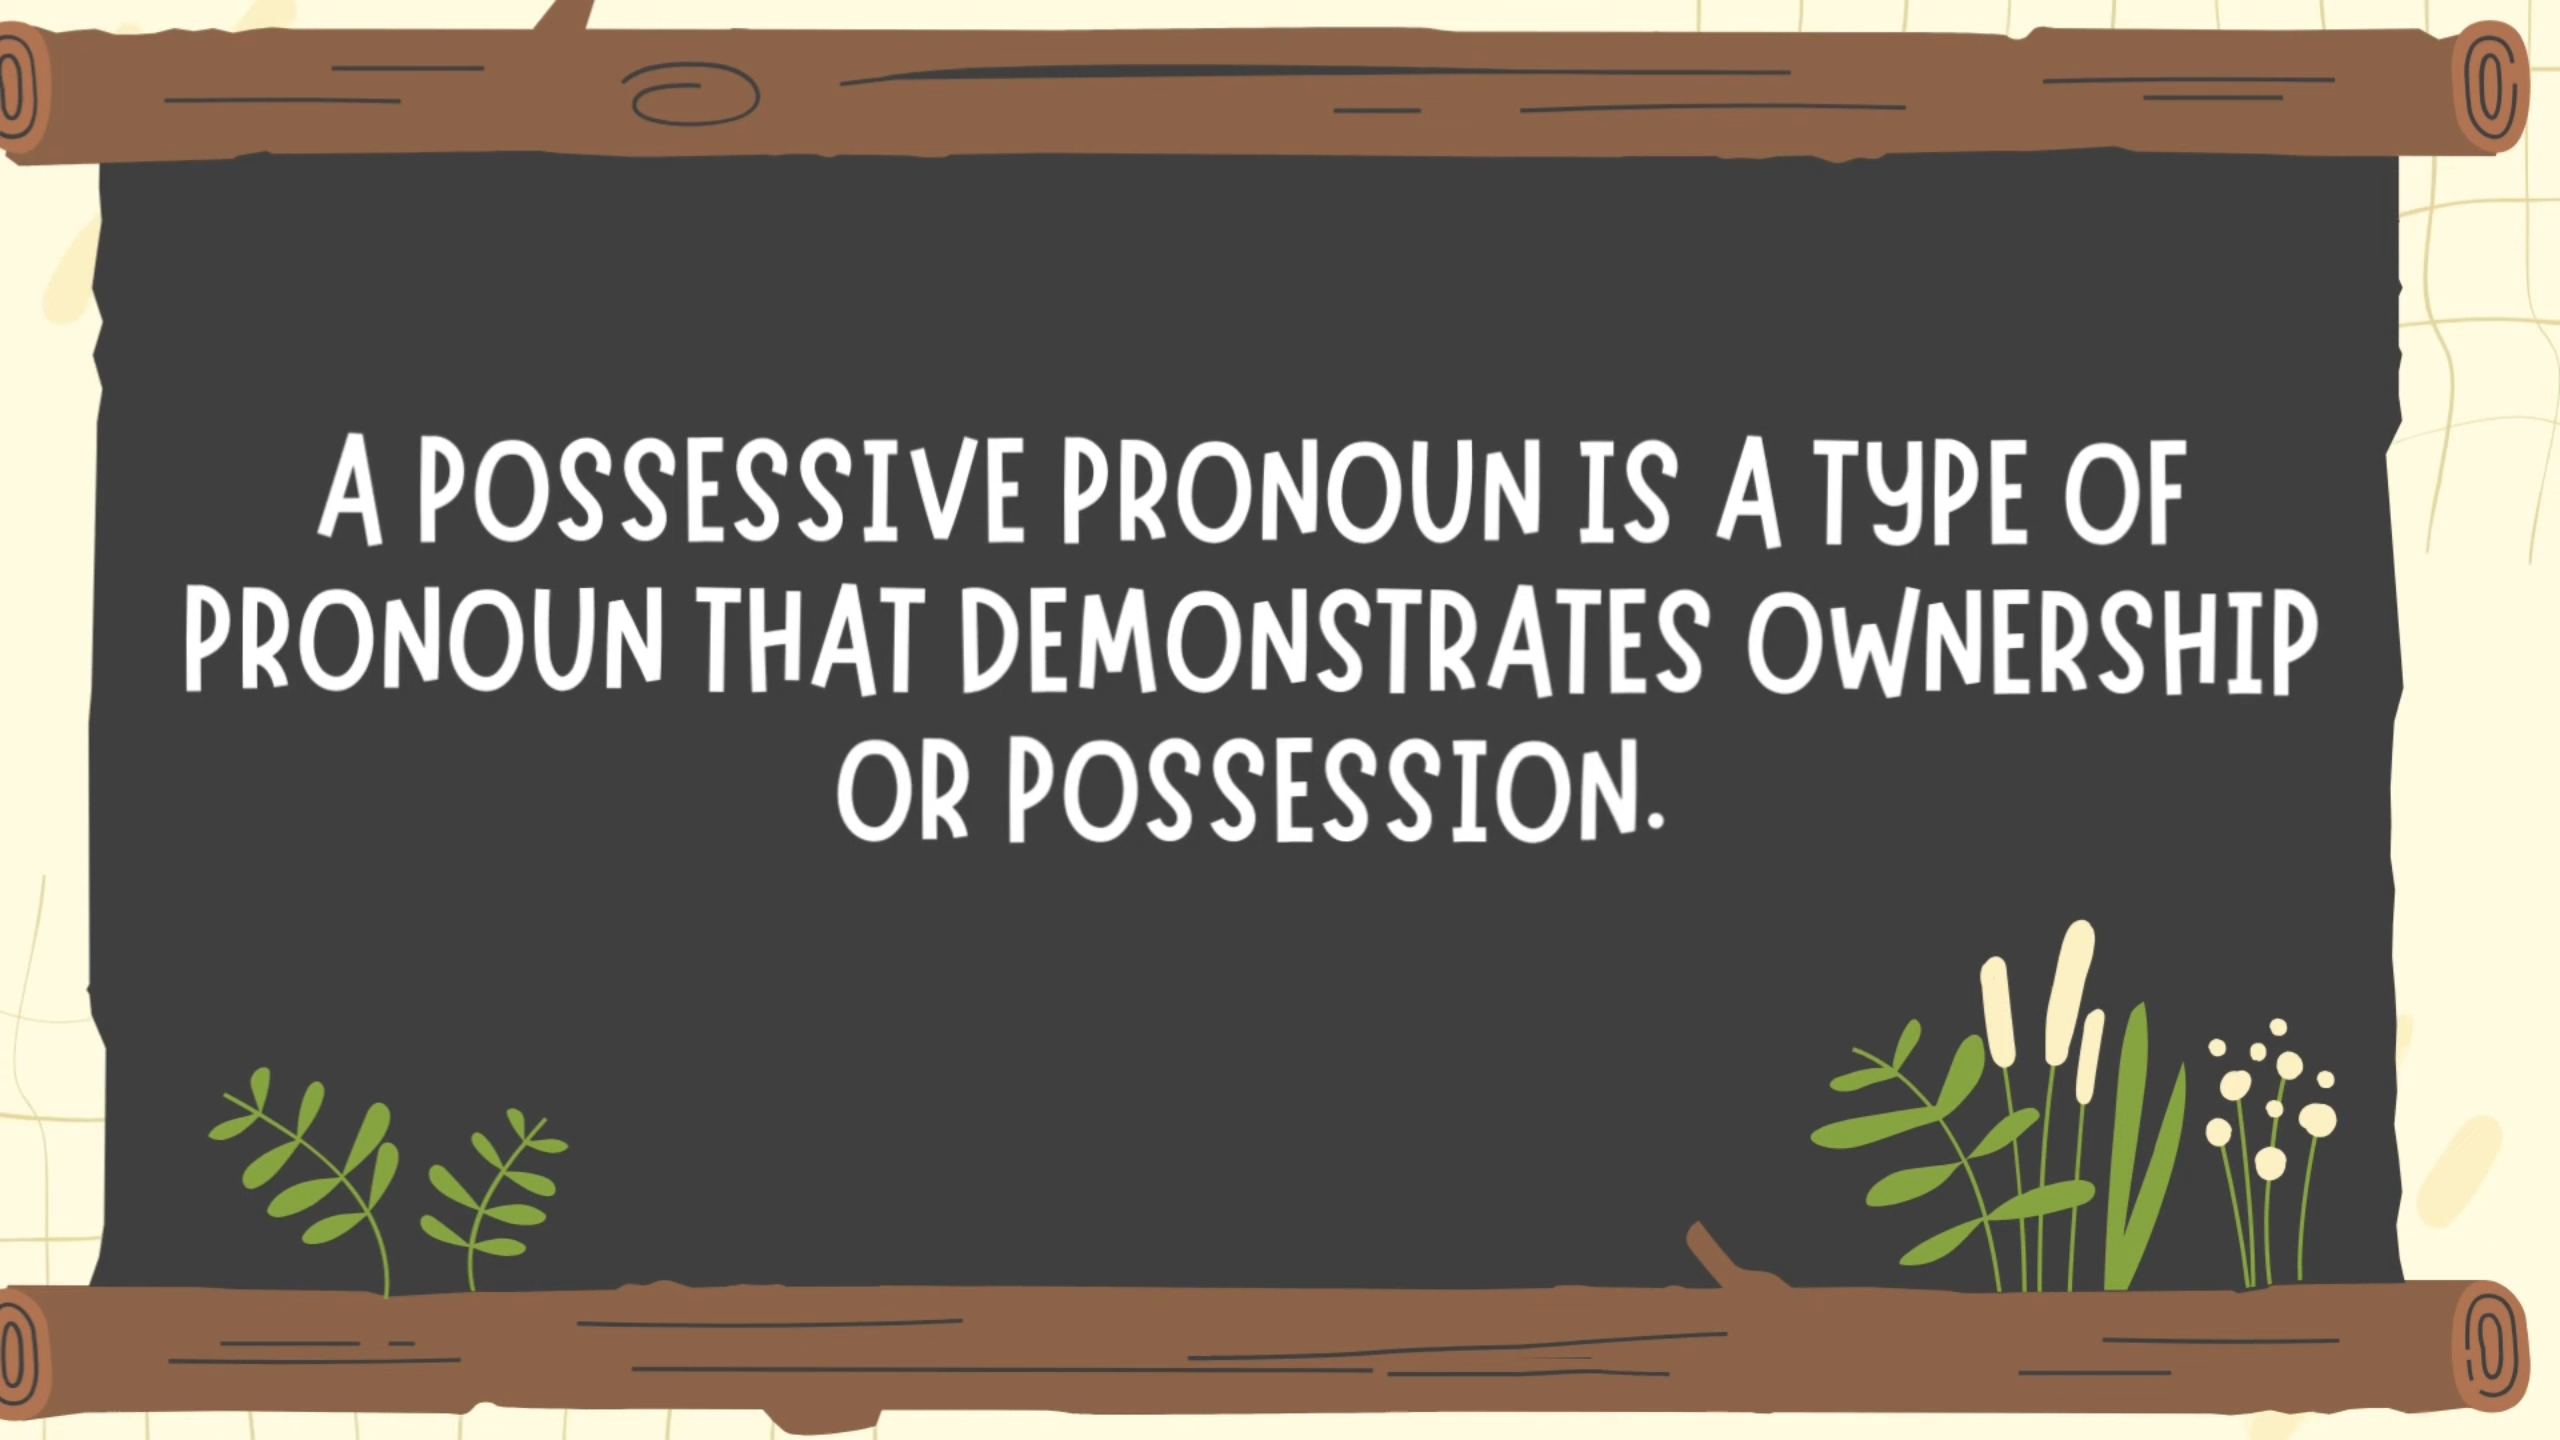 A POSSESSIVE PRONOUN IS A TYPE OF
PRONOUN THAT DEMONSTRATES OWNERSHIP
OR POSSESSION.